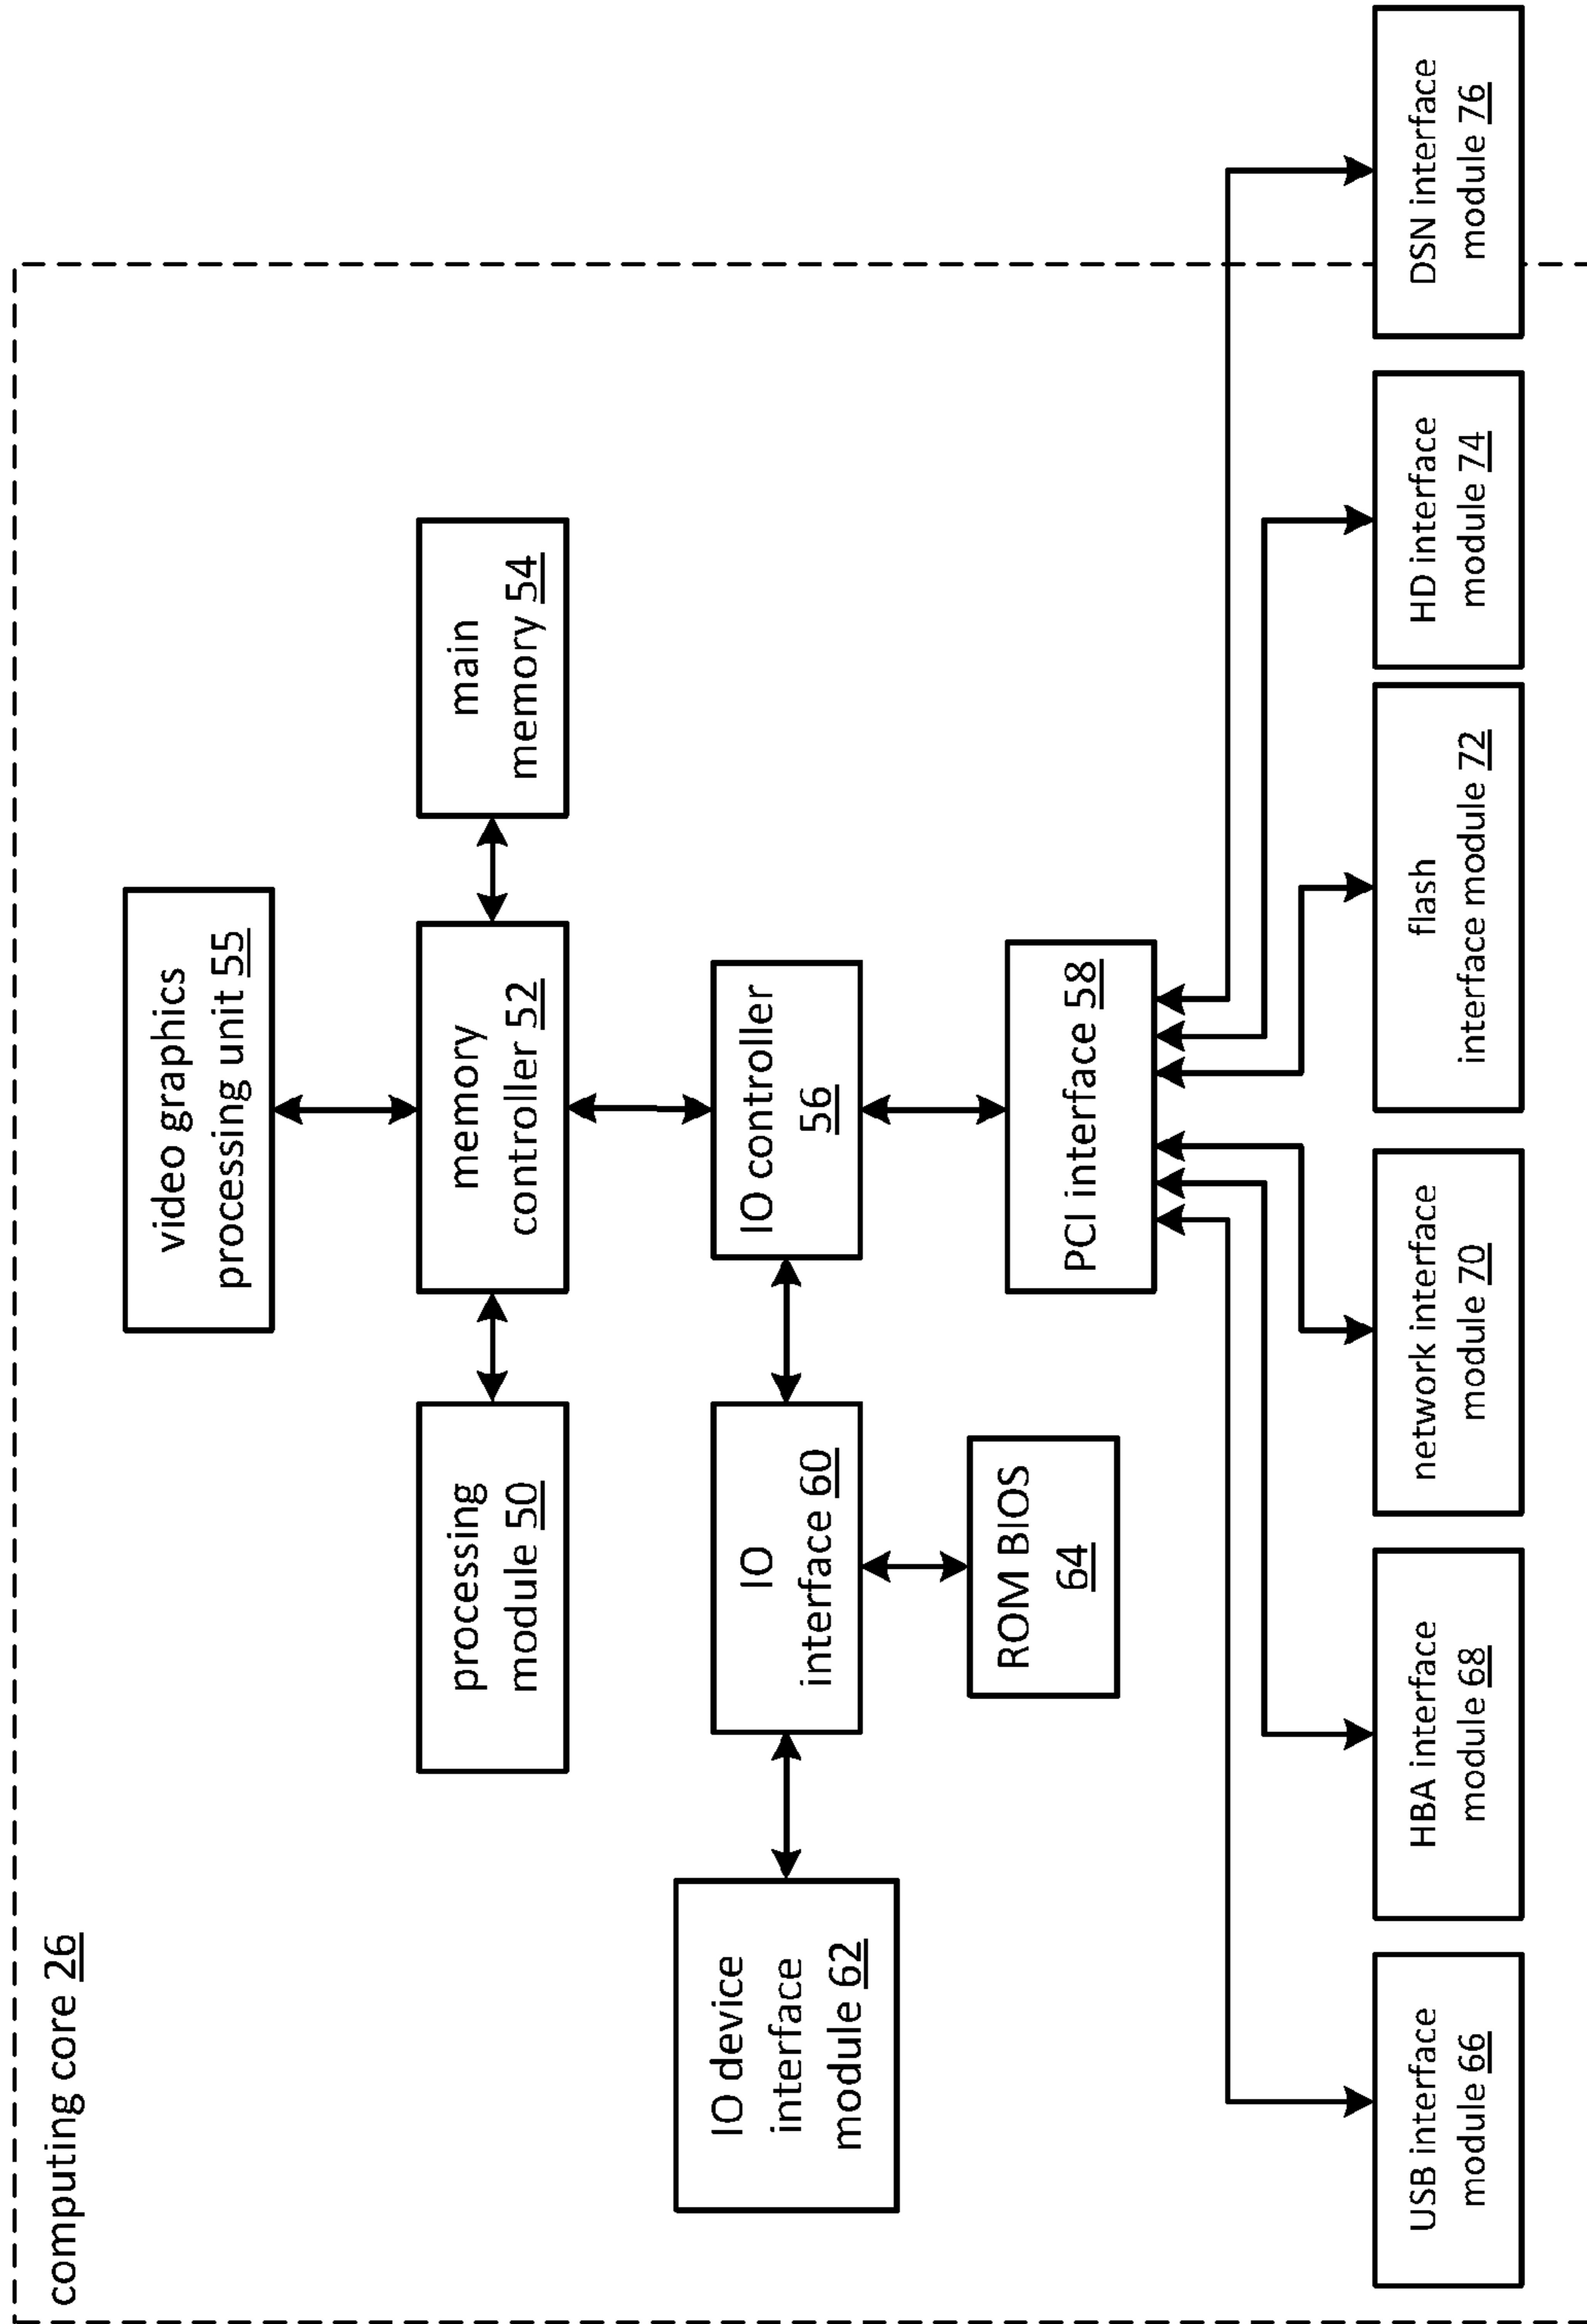 computing core 26
video graphics
processing unit 55
processing
module 50
memory
controller 52
main
memory 54
IO device
interface
module 62
IO
interface 60
IO controller
56
ROM BIOS
64
PCI interface 58
USB interface
module 66
HBA interface
module 68
network interface
module 70
flash
interface module 72
HD interface
module 74
DSN interface
module 76